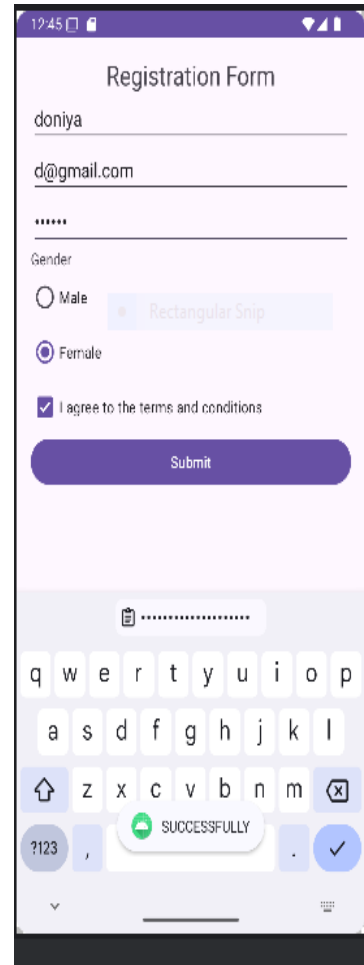 12:45
Registration Form
doniya
d@gmail.com
••••••
Gender
Male
Rectangular Snip
Female
I agree to the terms and conditions
Submit
••••••••••••••••••••
q w e r t y u i o p
a s d f g h j k l
z x c v b n m
SUCCESSFULLY
?123 , .